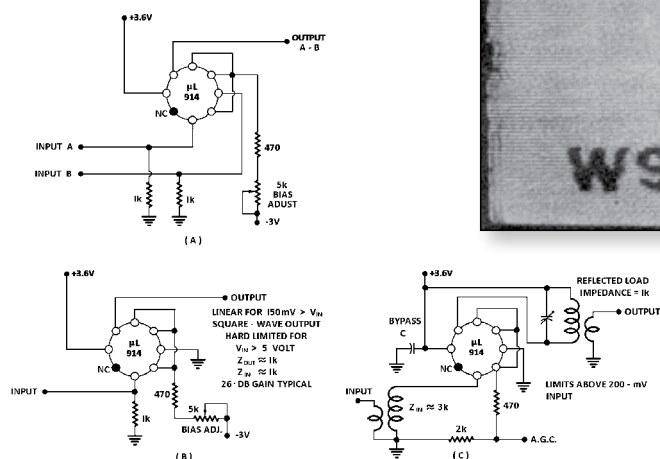 +3.6V
OUTPUT
A - B
µL
914
NC
INPUT A
INPUT B
1k
1k
470
5k
BIAS
ADUST
-3V
( A )
W9
+3.6V
OUTPUT
LINEAR FOR 150mV > VIN
SQUARE - WAVE OUTPUT
HARD LIMITED FOR
VIN > 5 VOLT
ZOUT ≈ 1k
ZIN ≈ 1k
26 - DB GAIN TYPICAL
µL
914
NC
INPUT
1k
470
5k
BIAS ADJ.
-3V
( B )
+3.6V
REFLECTED LOAD
IMPEDANCE = 1k
OUTPUT
BYPASS
C
µL
914
NC
LIMITS ABOVE 200 - mV
INPUT
INPUT
ZIN ≈ 3k
470
2k
A.G.C.
( C )